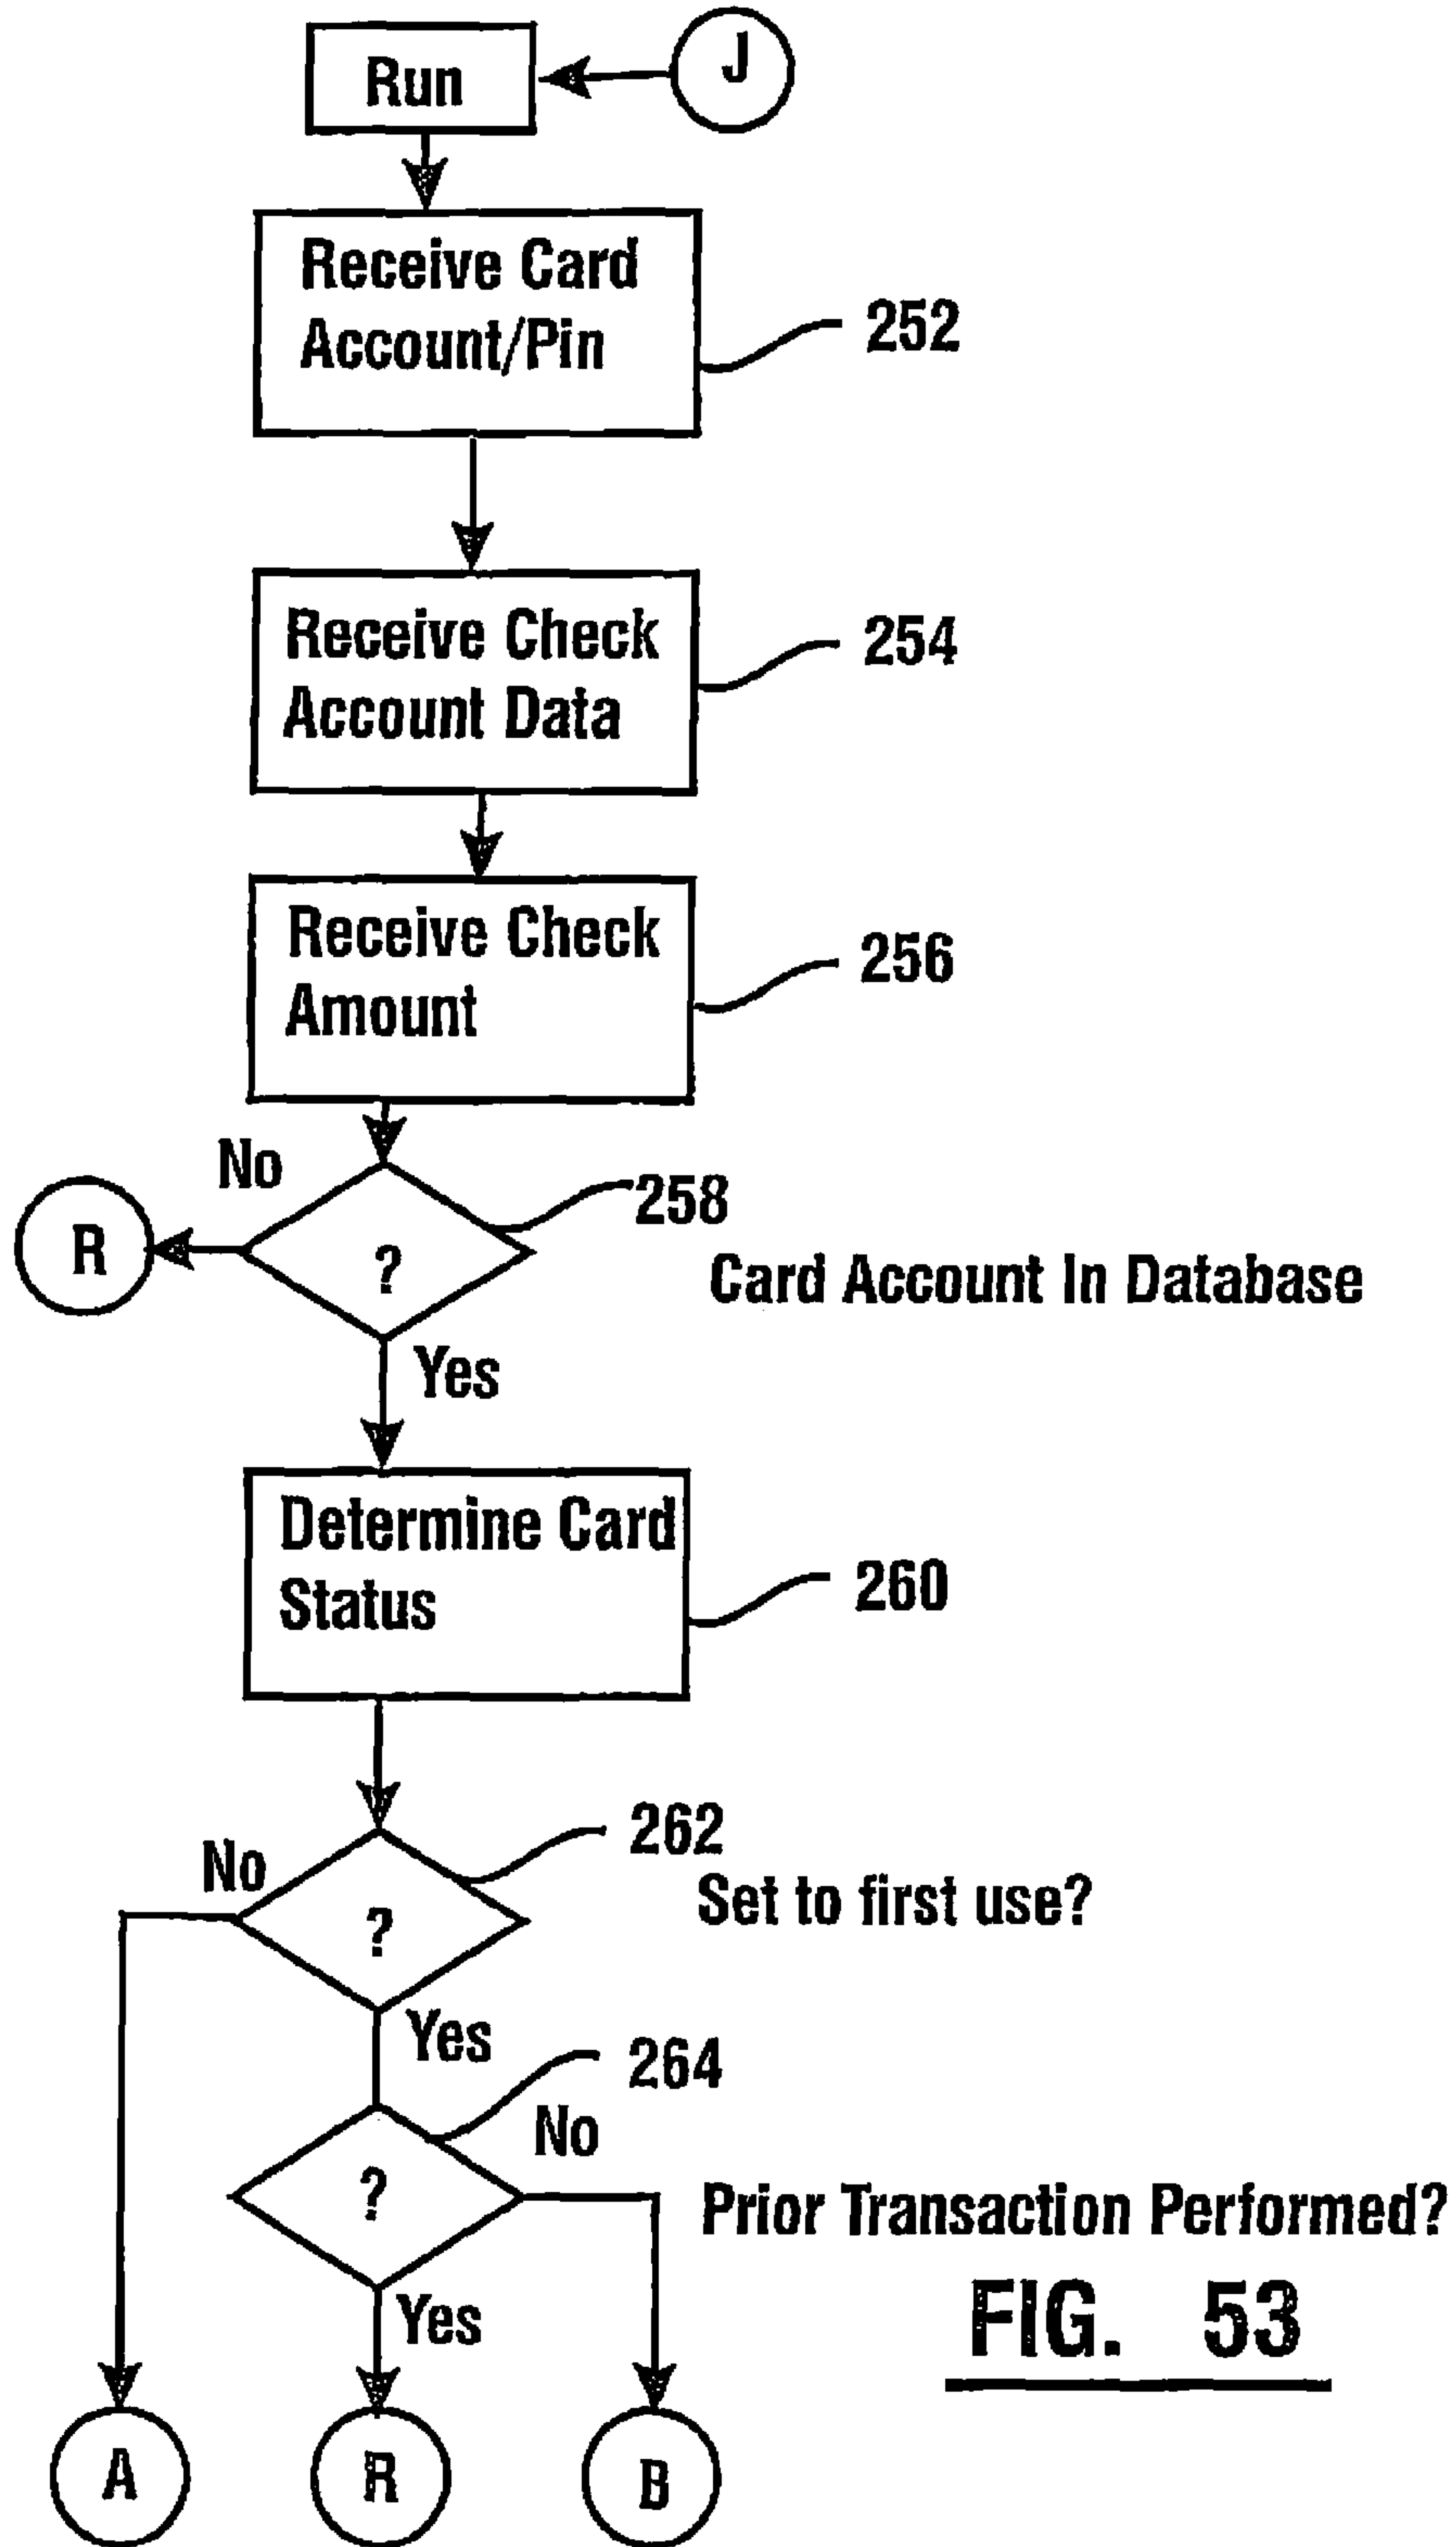 Run
J
Receive Card
Account/Pin
252
Receive Check
Account Data
254
Receive Check
Amount
256
No
258
R
?
Card Account In Database
Yes
Determine Card
Status
260
262
No
Set to first use?
?
Yes
264
No
?
Prior Transaction Performed?
Yes
FIG. 53
A
R
B